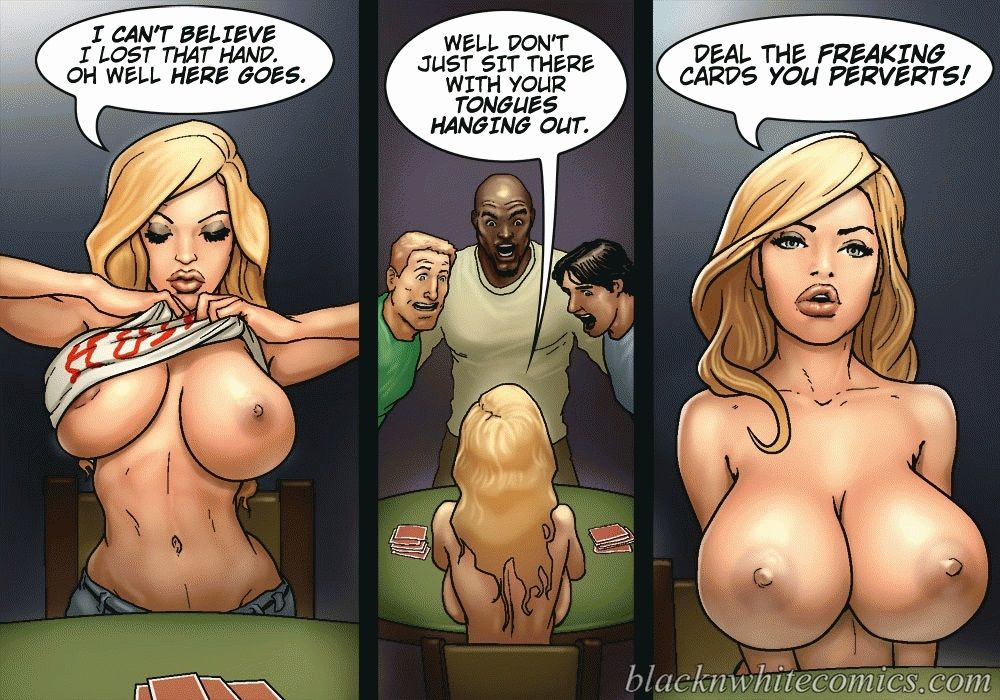 I CAN'T BELIEVE
I LOST THAT HAND.
OH WELL HERE GOES.
WELL DON'T
JUST SIT THERE
WITH YOUR
TONGUES
HANGING OUT.
DEAL THE FREAKING
CARDS YOU PERVERTS!
blacknwhitecomics.com